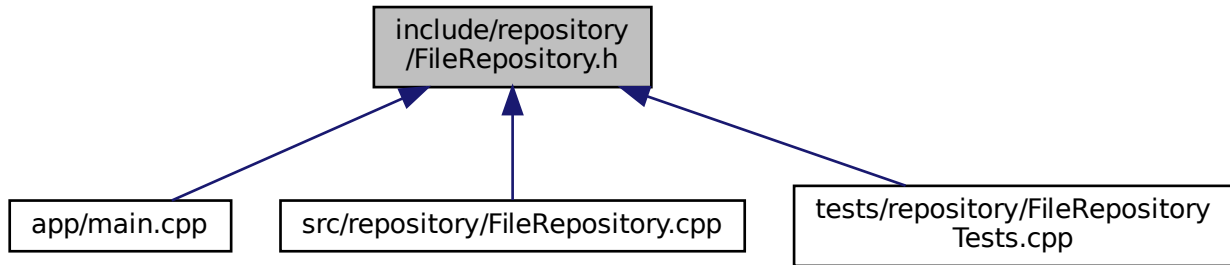 include/repository
/FileRepository.h
app/main.cpp
src/repository/FileRepository.cpp
tests/repository/FileRepository
Tests.cpp